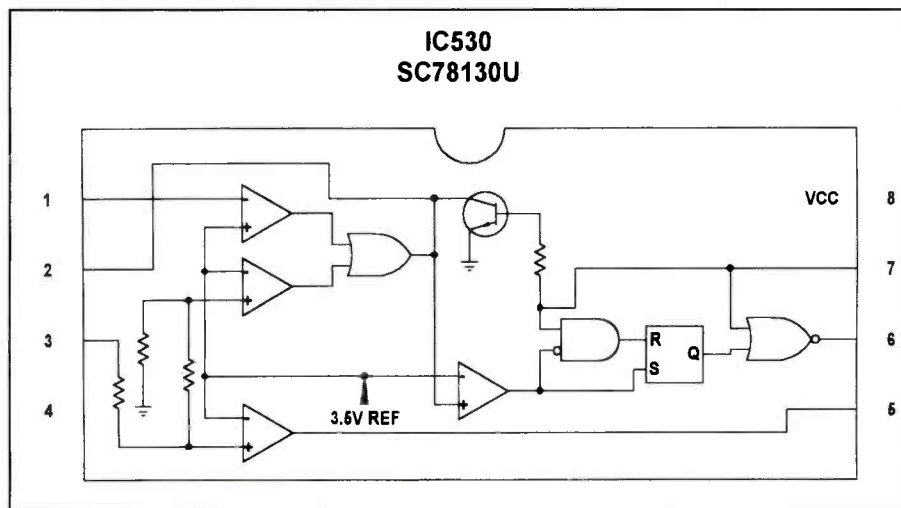 IC530
SC78130U
1
2
3
4
VCC 8
7
6
5
- + - + - + - +
3.5V REF
R
S
Q